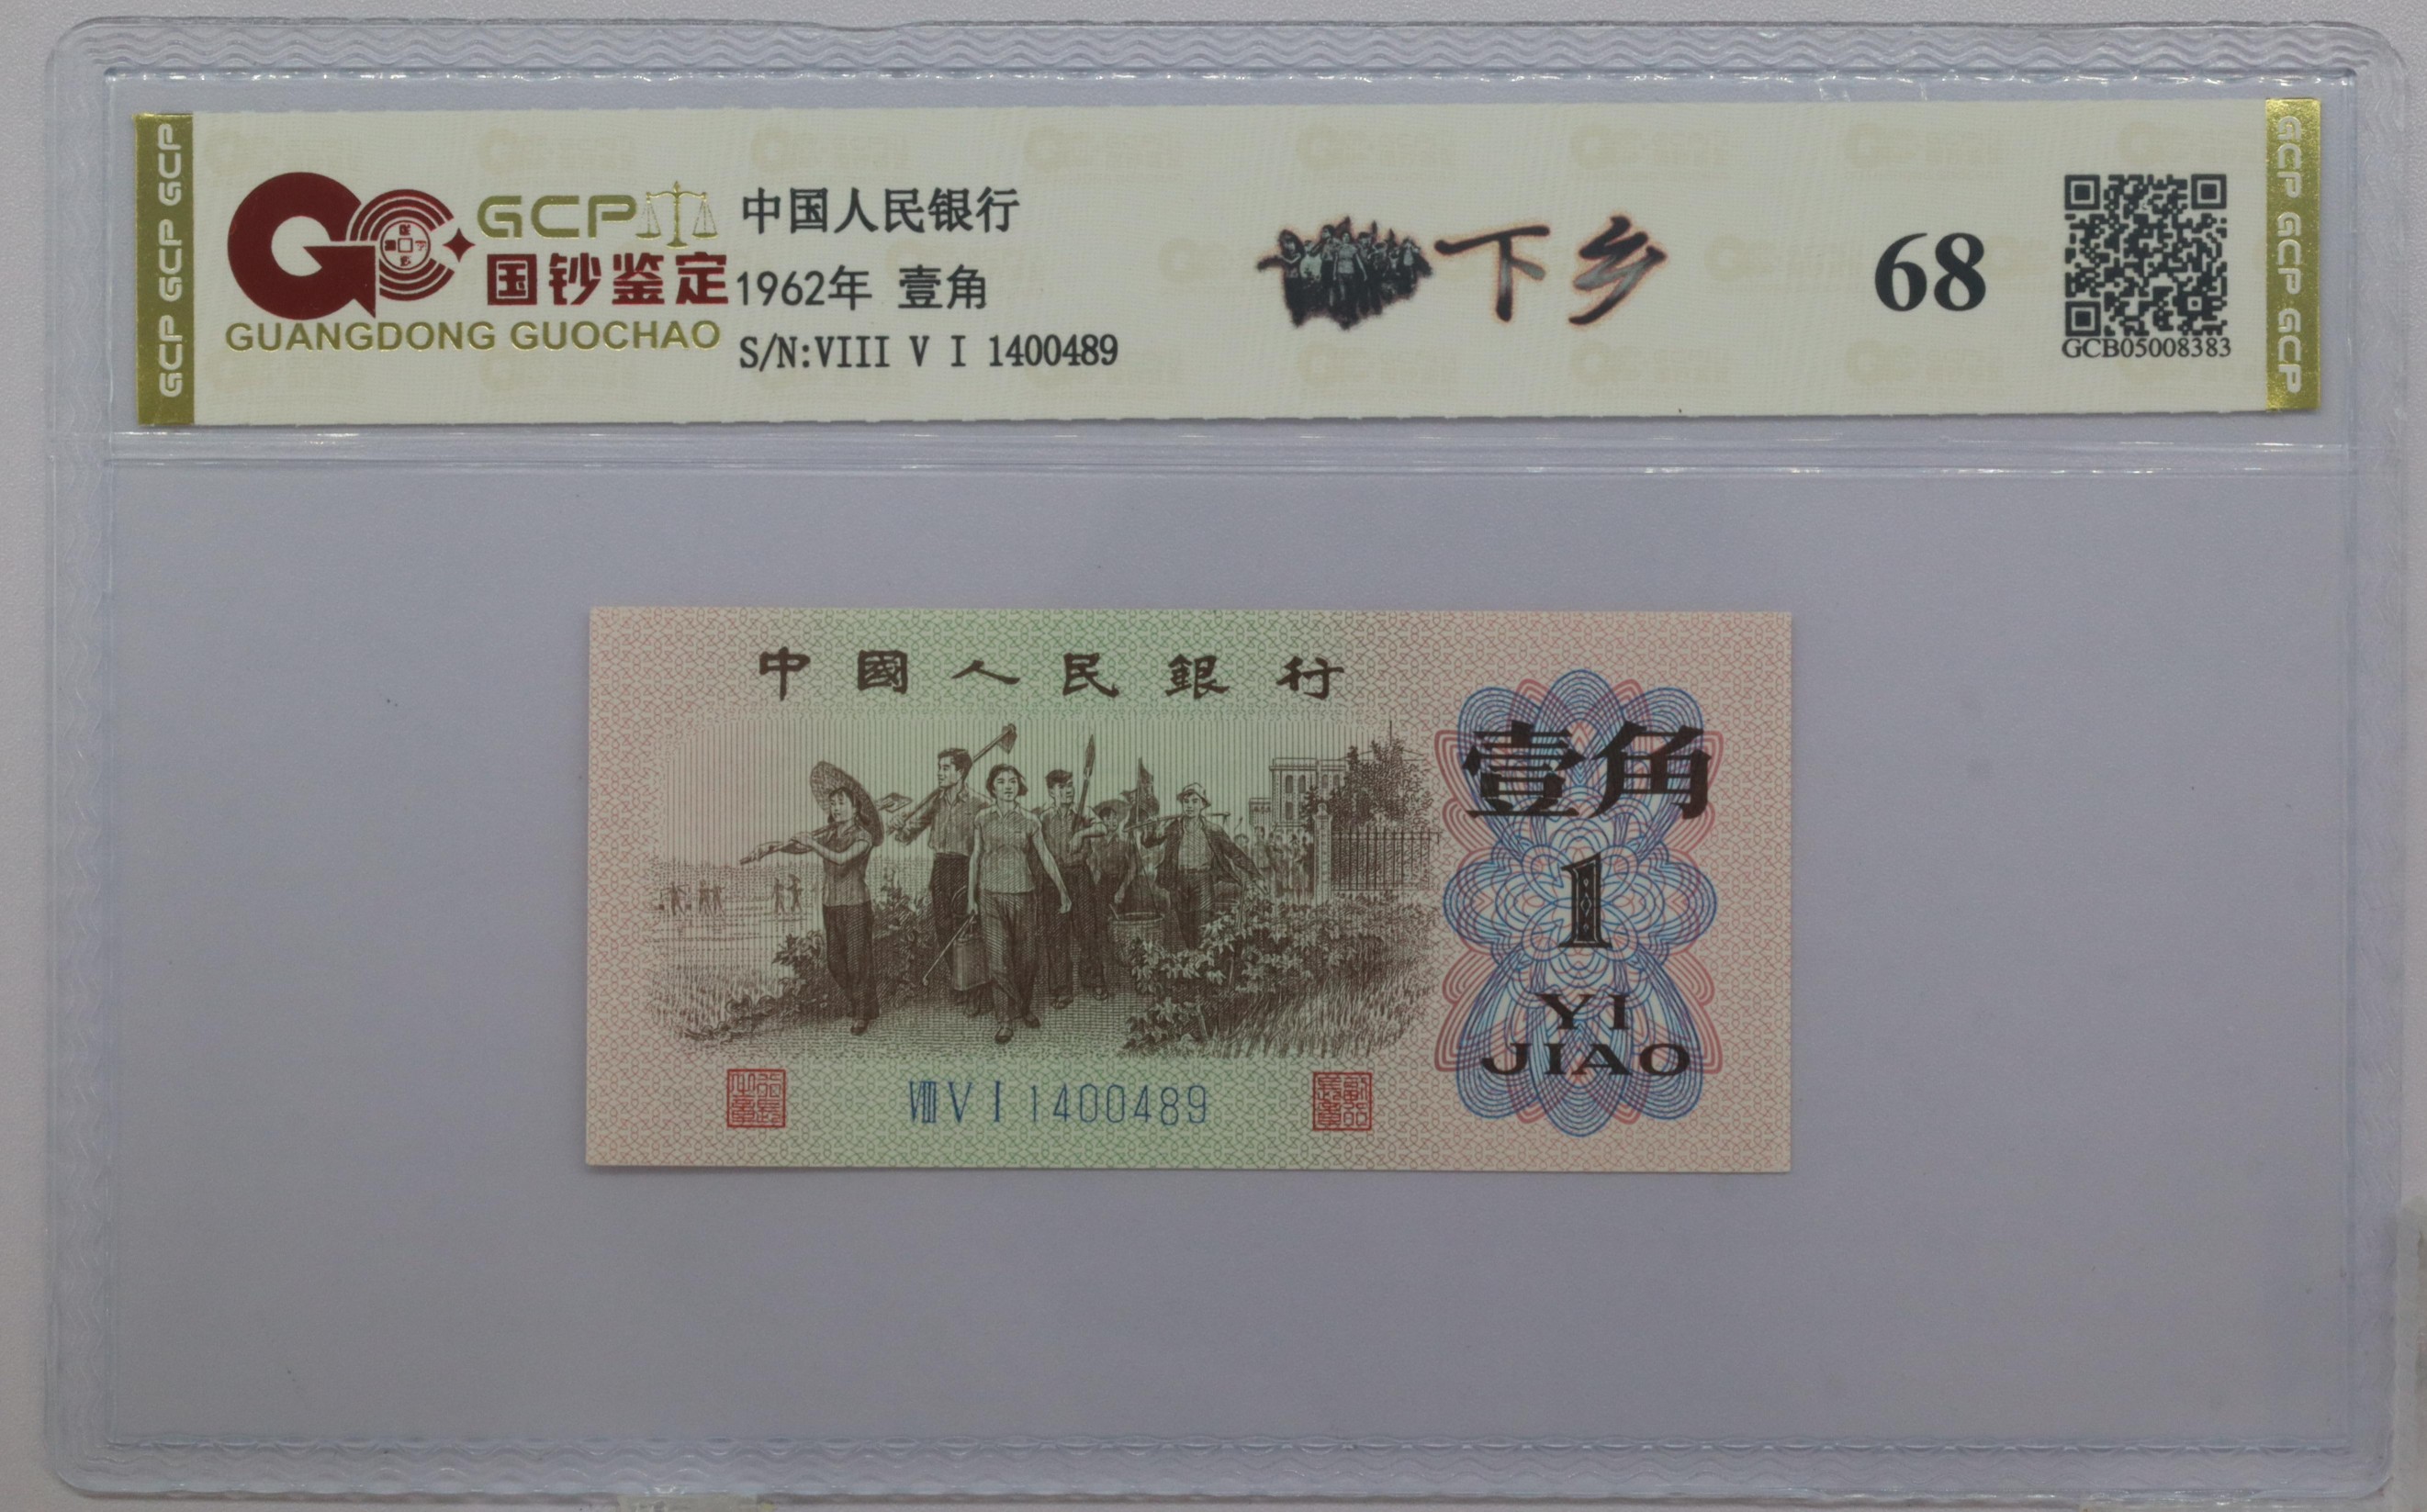 GCP GCP GCP
GCP
国钞鉴定
GUANGDONG GUOCHAO
中国人民银行
1962年 壹角
S/N:VIII V I 1400489
下乡
68
GCB05008383
GCP GCP GCP
中國人民銀行
壹角
1
YI
JIAO
VIII V I 1400489